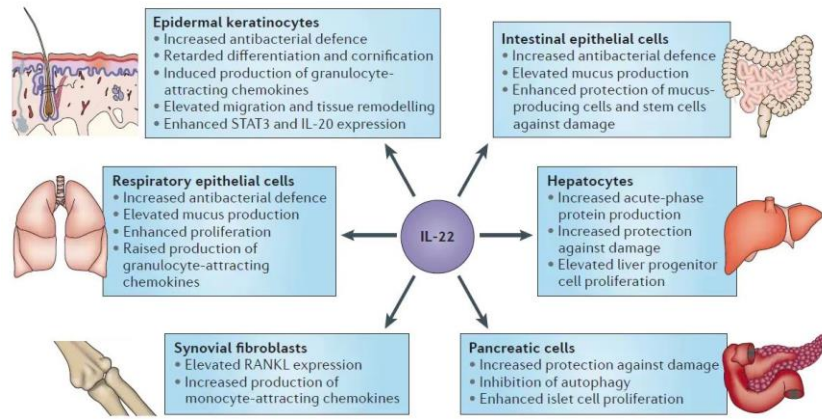 Epidermal keratinocytes
• Increased antibacterial defence
• Retarded differentiation and cornification
• Induced production of granulocyte-
attracting chemokines
• Elevated migration and tissue remodelling
• Enhanced STAT3 and IL-20 expression
Intestinal epithelial cells
• Increased antibacterial defence
• Elevated mucus production
• Enhanced protection of mucus-
producing cells and stem cells
against damage
Respiratory epithelial cells
• Increased antibacterial defence
• Elevated mucus production
• Enhanced proliferation
• Raised production of
granulocyte-attracting
chemokines
IL-22
Hepatocytes
• Increased acute-phase
protein production
• Increased protection
against damage
• Elevated liver progenitor
cell proliferation
Synovial fibroblasts
• Elevated RANKL expression
• Increased production of
monocyte-attracting chemokines
Pancreatic cells
• Increased protection against damage
• Inhibition of autophagy
• Enhanced islet cell proliferation